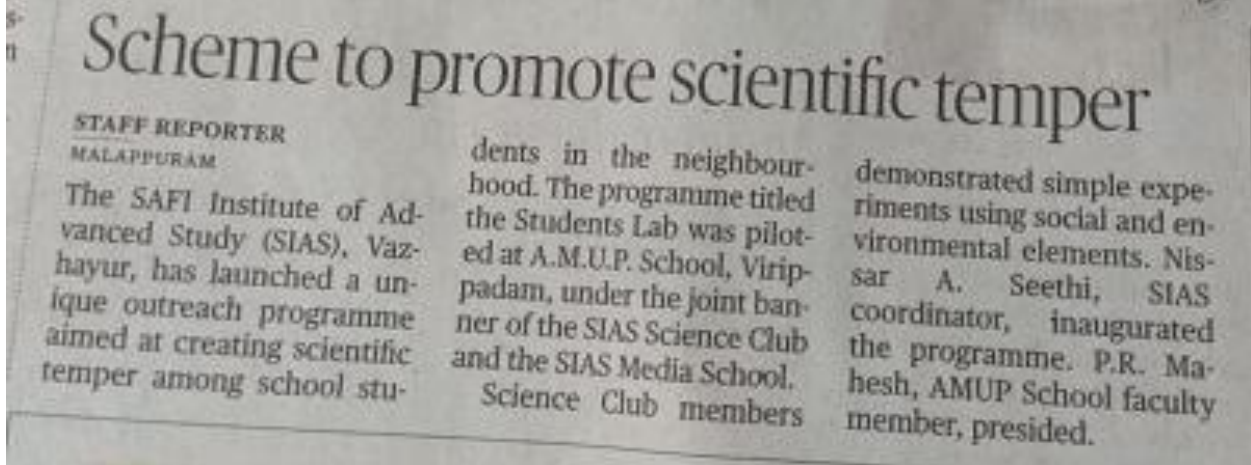 Scheme to promote scientific temper
STAFF REPORTER
MALAPPURAM
The SAFI Institute of Ad-
vanced Study (SIAS), Vaz-
hayur, has launched a un-
ique outreach programme
aimed at creating scientific
temper among school stu-
dents in the neighbour-
hood. The programme titled
the Students Lab was pilot-
ed at A.M.U.P. School, Virip-
padam, under the joint ban-
ner of the SIAS Science Club
and the SIAS Media School.
Science Club members
demonstrated simple expe-
riments using social and en-
vironmental elements. Nis-
sar A. Seethi, SIAS
coordinator, inaugurated
the programme. P.R. Ma-
hesh, AMUP School faculty
member, presided.